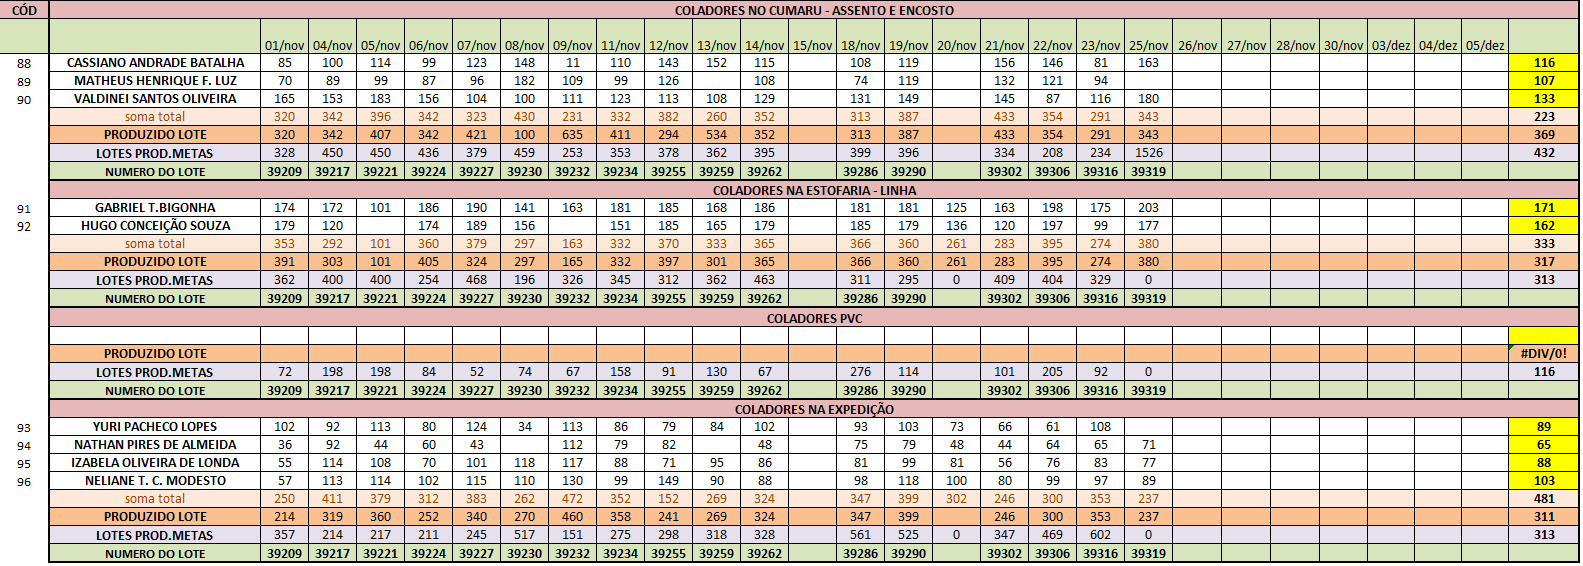 CÓD COLADORES NO CUMARU - ASSENTO E ENCOSTO
01/nov 04/nov 05/nov 06/nov 07/nov 08/nov 09/nov 11/nov 12/nov 13/nov 14/nov 15/nov 18/nov 19/nov 20/nov 21/nov 22/nov 23/nov 25/nov 26/nov 27/nov 28/nov 30/nov 03/dez 04/dez 05/dez
88 CASSIANO ANDRADE BATALHA 85 100 114 99 123 148 11 110 143 152 115 108 119 156 146 81 163 116
89 MATHEUS HENRIQUE F. LUZ 70 89 99 87 96 182 109 99 126 108 74 119 132 121 94 107
90 VALDINEI SANTOS OLIVEIRA 165 153 183 156 104 100 111 123 113 108 129 131 149 145 87 116 180 133
soma total 320 342 396 342 323 430 231 332 382 260 352 313 387 433 354 291 343 223
PRODUZIDO LOTE 320 342 407 342 421 100 635 411 294 534 352 313 387 433 354 291 343 369
LOTES PROD.METAS 328 450 450 436 379 459 253 353 378 362 395 399 396 334 208 234 1526 432
NUMERO DO LOTE 39209 39217 39221 39224 39227 39230 39232 39234 39255 39259 39262 39286 39290 39302 39306 39316 39319
COLADORES NA ESTOFARIA - LINHA
91 GABRIEL T.BIGONHA 174 172 101 186 190 141 163 181 185 168 186 181 181 125 163 198 175 203 171
92 HUGO CONCEIÇÃO SOUZA 179 120 174 189 156 151 185 165 179 185 179 136 120 197 99 177 162
soma total 353 292 101 360 379 297 163 332 370 333 365 366 360 261 283 395 274 380 333
PRODUZIDO LOTE 391 303 101 405 324 297 165 332 397 301 365 366 360 261 283 395 274 380 317
LOTES PROD.METAS 362 400 400 254 468 196 326 345 312 362 463 311 295 0 409 404 329 0 313
NUMERO DO LOTE 39209 39217 39221 39224 39227 39230 39232 39234 39255 39259 39262 39286 39290 39302 39306 39316 39319
COLADORES PVC
PRODUZIDO LOTE #DIV/0!
LOTES PROD.METAS 72 198 198 84 52 74 67 158 91 130 67 276 114 101 205 92 0 116
NUMERO DO LOTE 39209 39217 39221 39224 39227 39230 39232 39234 39255 39259 39262 39286 39290 39302 39306 39316 39319
COLADORES NA EXPEDIÇÃO
93 YURI PACHECO LOPES 102 92 113 80 124 34 113 86 79 84 102 93 103 73 66 61 108 89
94 NATHAN PIRES DE ALMEIDA 36 92 44 60 43 112 79 82 48 75 79 48 44 64 65 71 65
95 IZABELA OLIVEIRA DE LONDA 55 114 108 70 101 118 117 88 71 95 86 81 99 81 56 76 83 77 88
96 NELIANE T. C. MODESTO 57 113 114 102 115 110 130 99 149 90 88 98 118 100 80 99 97 89 103
soma total 250 411 379 312 383 262 472 352 152 269 324 347 399 302 246 300 353 237 481
PRODUZIDO LOTE 214 319 360 252 340 270 460 358 241 269 324 347 399 246 300 353 237 311
LOTES PROD.METAS 357 214 217 211 245 517 151 275 298 318 328 561 525 0 347 469 602 0 313
NUMERO DO LOTE 39209 39217 39221 39224 39227 39230 39232 39234 39255 39259 39262 39286 39290 39302 39306 39316 39319